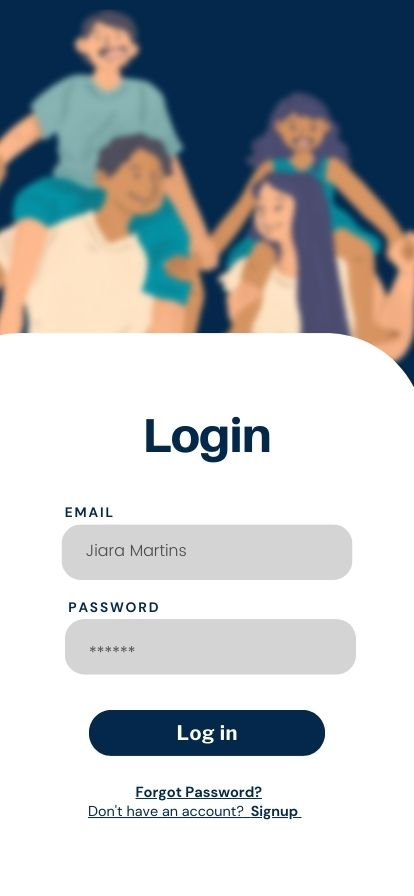 Login
EMAIL
Jiara Martins
PASSWORD
******
Log in
Forgot Password?
Don't have an account? Signup